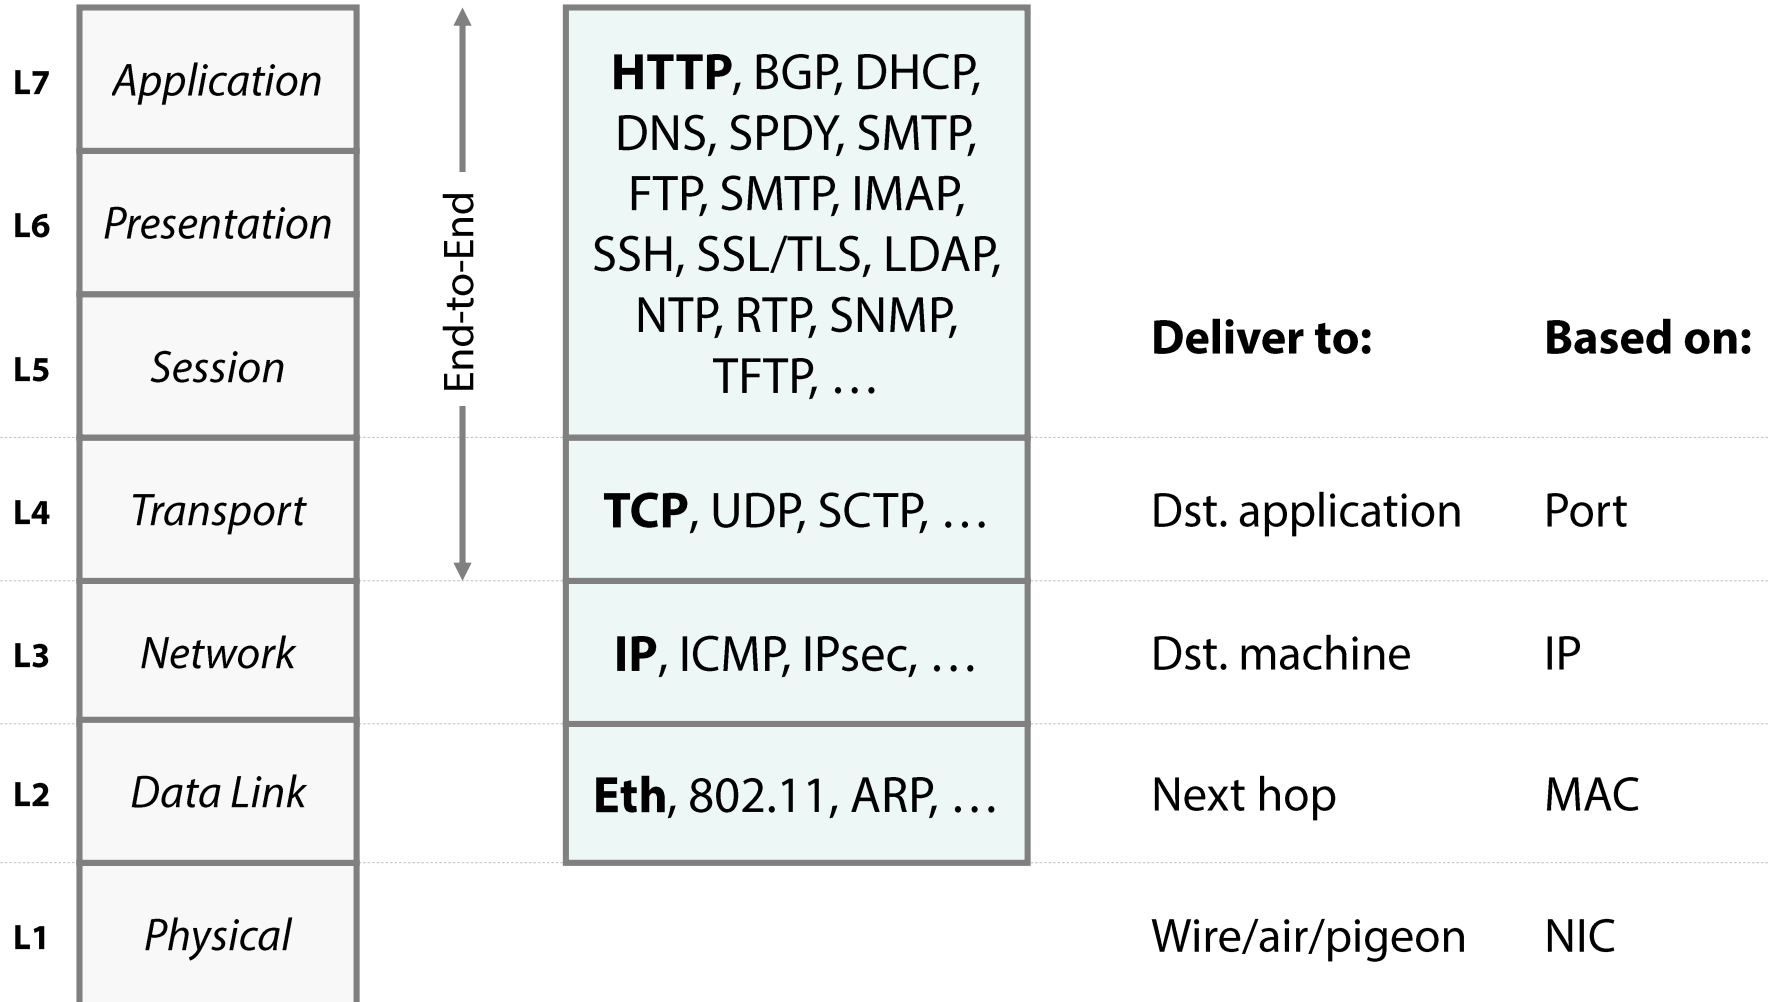 L7 Application
L6 Presentation
L5 Session
L4 Transport
L3 Network
L2 Data Link
L1 Physical
End-to-End
HTTP, BGP, DHCP,
DNS, SPDY, SMTP,
FTP, SMTP, IMAP,
SSH, SSL/TLS, LDAP,
NTP, RTP, SNMP,
TFTP, …
TCP, UDP, SCTP, …
IP, ICMP, IPsec, …
Eth, 802.11, ARP, …
Deliver to: Based on:
Dst. application Port
Dst. machine IP
Next hop MAC
Wire/air/pigeon NIC